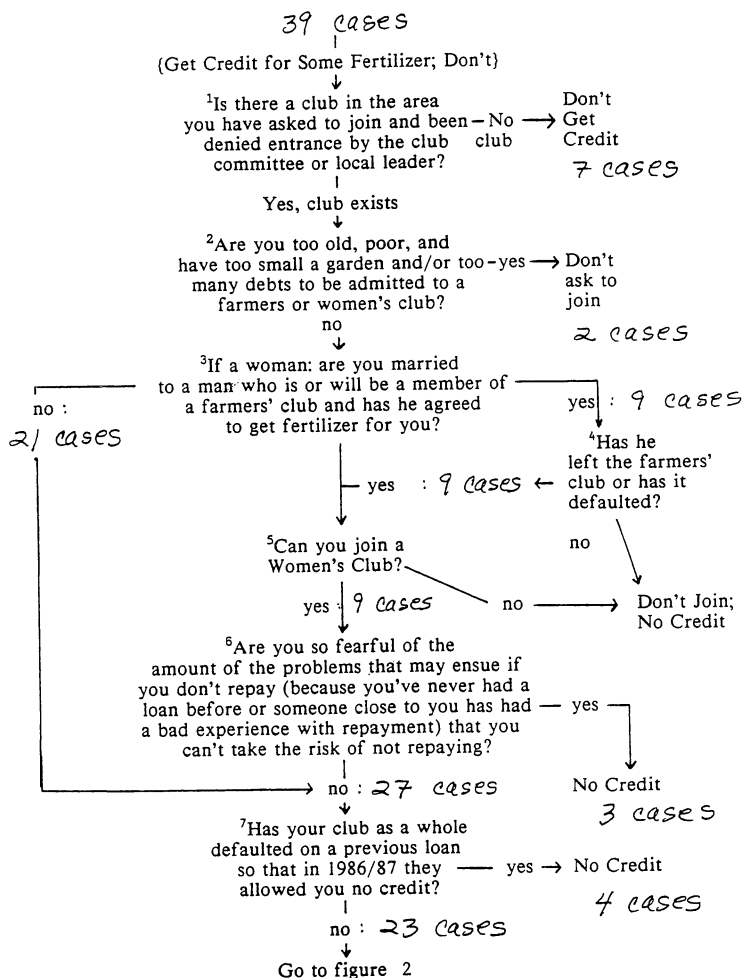 39 cases
{Get Credit for Some Fertilizer; Don't}
¹Is there a club in the area
you have asked to join and been – No → Don't
denied entrance by the club club Get
committee or local leader? Credit
7 cases
Yes, club exists
²Are you too old, poor, and
have too small a garden and/or too – yes → Don't
many debts to be admitted to a ask to
farmers or women's club? join
no
2 cases
³If a woman: are you married
to a man who is or will be a member of
a farmers' club and has he agreed
to get fertilizer for you?
no :
21 cases
yes : 9 cases
⁴Has he
left the farmers'
club or has it
defaulted?
yes : 9 cases
no
⁵Can you join a
Women's Club?
yes : 9 cases
no
Don't Join;
No Credit
⁶Are you so fearful of the
amount of the problems that may ensue if
you don't repay (because you've never had a
loan before or someone close to you has had — yes
a bad experience with repayment) that you
can't take the risk of not repaying?
no : 27 cases
No Credit
3 cases
⁷Has your club as a whole
defaulted on a previous loan
so that in 1986/87 they — yes → No Credit
allowed you no credit?
4 cases
no : 23 cases
Go to figure 2